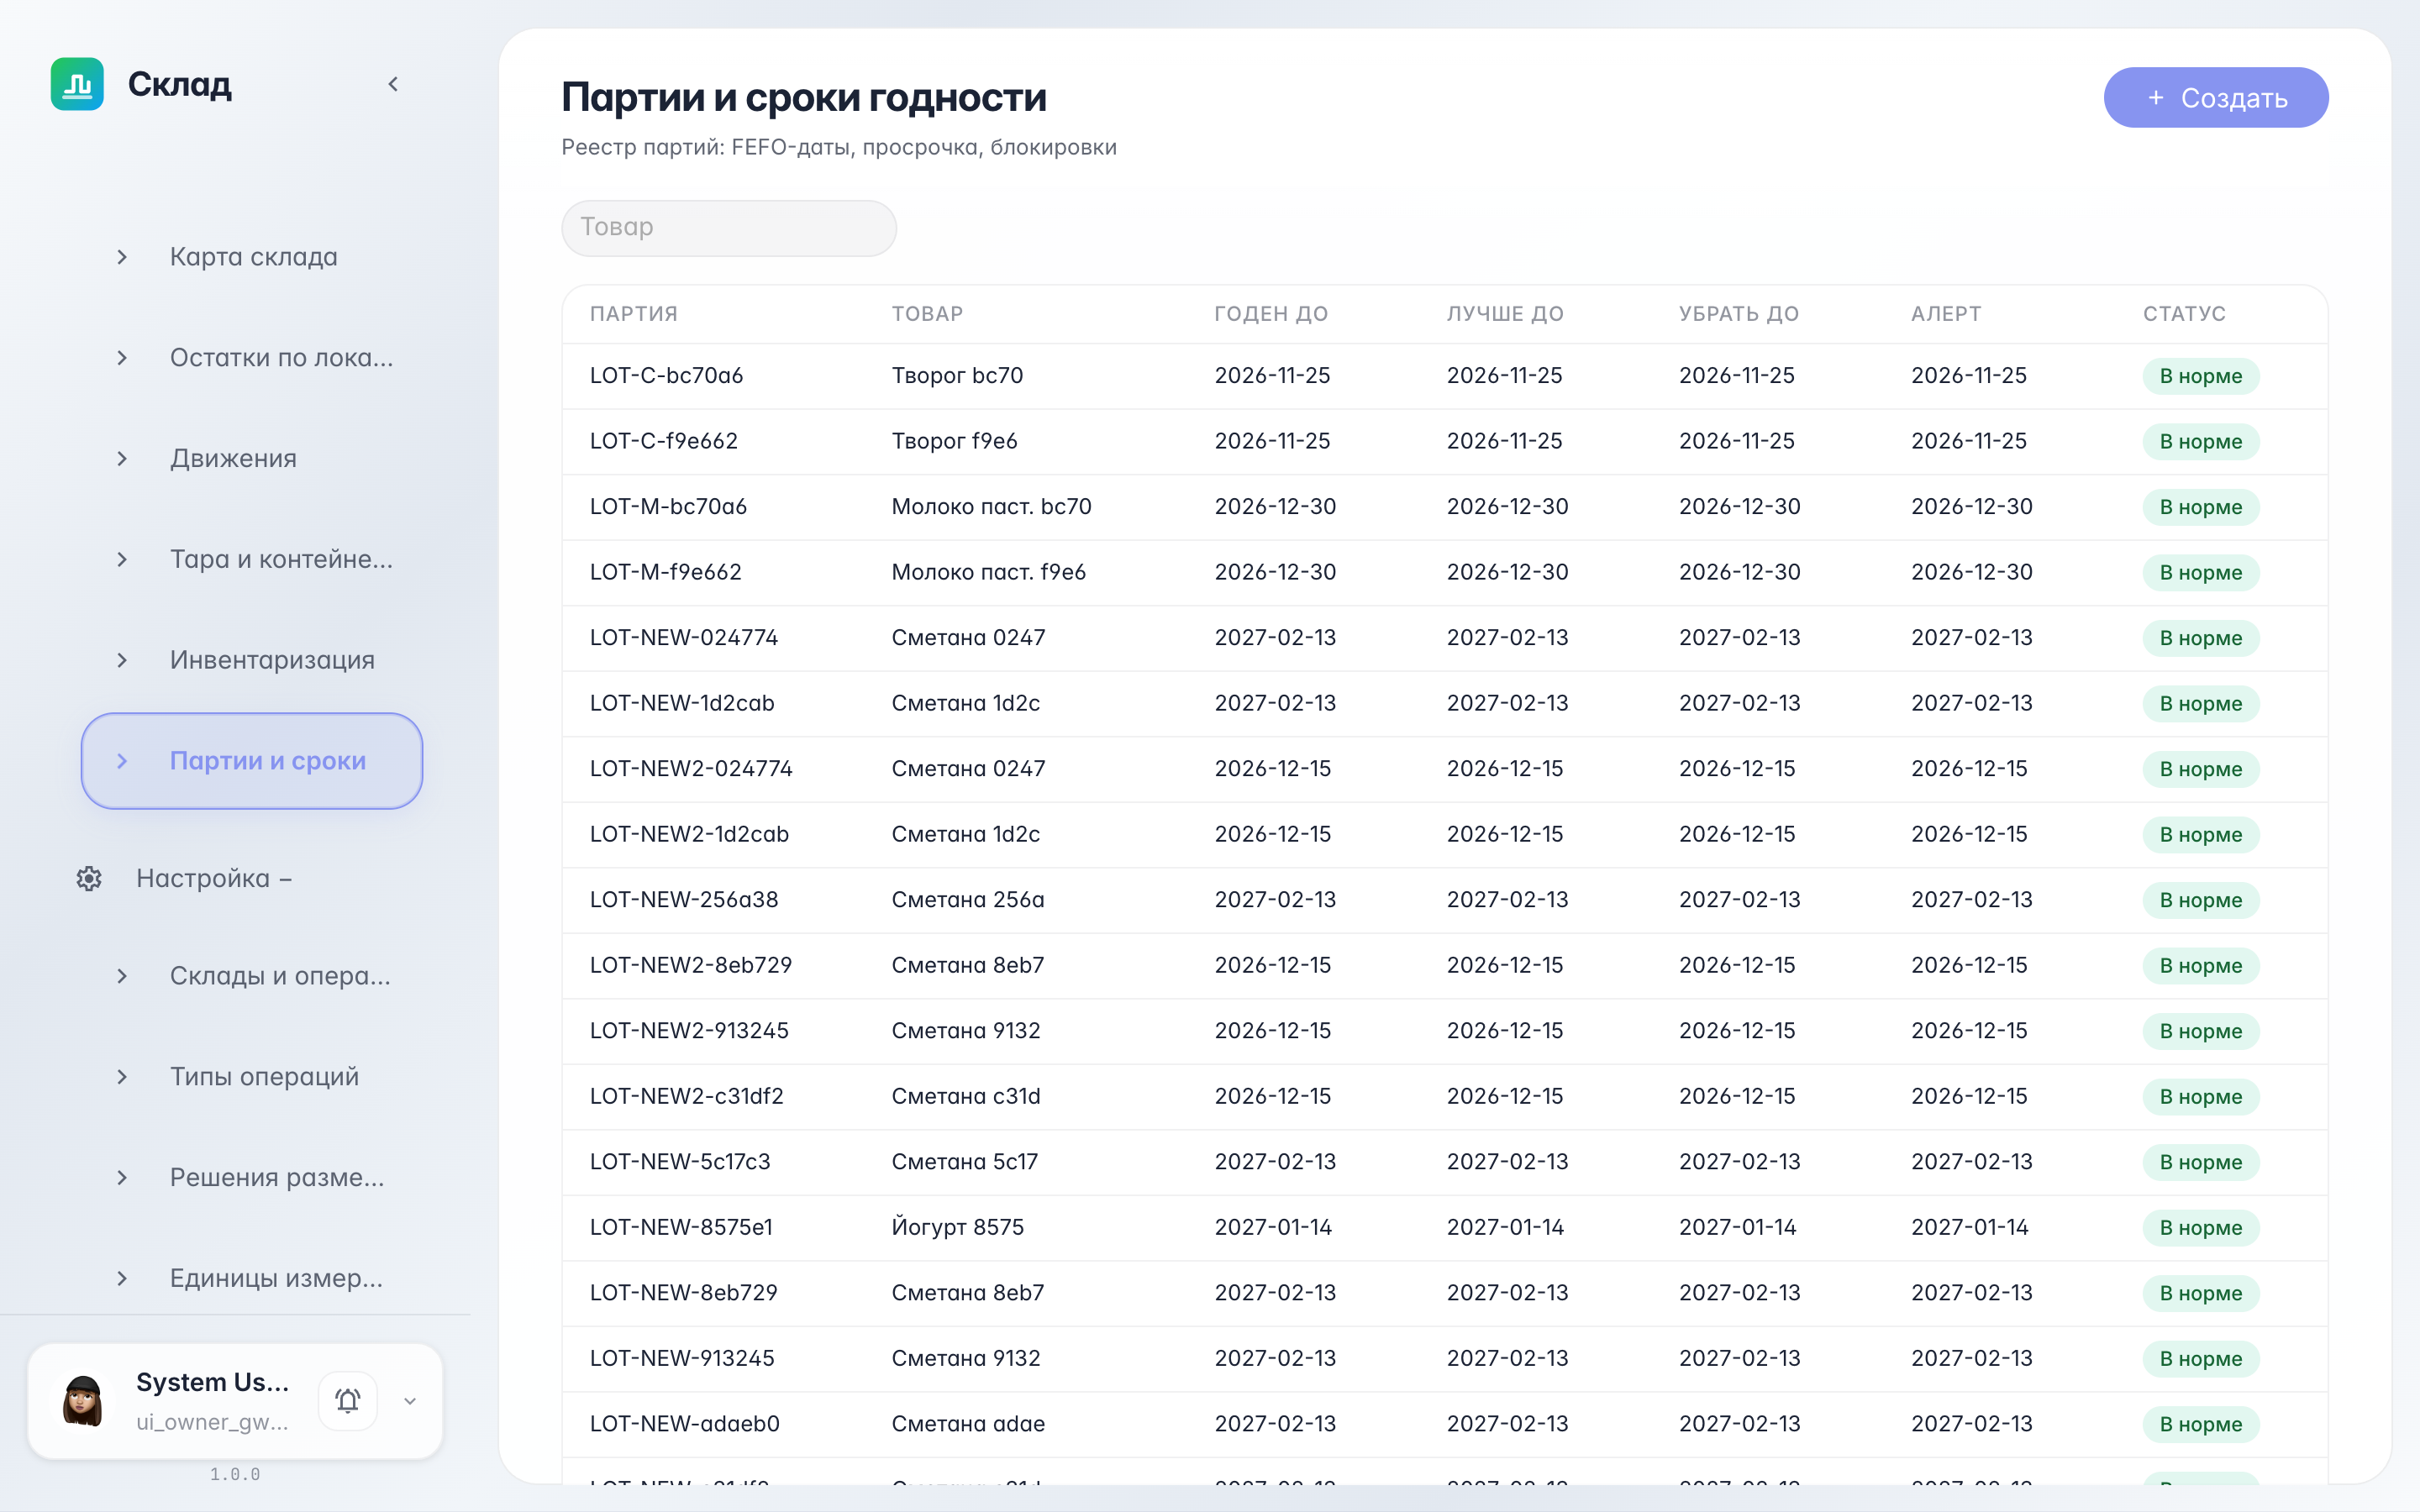 Склад
Карта склада
Остатки по лока...
Движения
Тара и контейне...
Инвентаризация
Партии и сроки
Настройка –
Склады и опера...
Типы операций
Решения разме...
Единицы измер...
System Us...
ui_owner_gw...
1.0.0
Партии и сроки годности
+ Создать
Реестр партий: FEFO-даты, просрочка, блокировки
Товар
ПАРТИЯ ТОВАР ГОДЕН ДО ЛУЧШЕ ДО УБРАТЬ ДО АЛЕРТ СТАТУС
LOT-C-bc70a6 Творог bc70 2026-11-25 2026-11-25 2026-11-25 2026-11-25 В норме
LOT-C-f9e662 Творог f9e6 2026-11-25 2026-11-25 2026-11-25 2026-11-25 В норме
LOT-M-bc70a6 Молоко паст. bc70 2026-12-30 2026-12-30 2026-12-30 2026-12-30 В норме
LOT-M-f9e662 Молоко паст. f9e6 2026-12-30 2026-12-30 2026-12-30 2026-12-30 В норме
LOT-NEW-024774 Сметана 0247 2027-02-13 2027-02-13 2027-02-13 2027-02-13 В норме
LOT-NEW-1d2cab Сметана 1d2c 2027-02-13 2027-02-13 2027-02-13 2027-02-13 В норме
LOT-NEW2-024774 Сметана 0247 2026-12-15 2026-12-15 2026-12-15 2026-12-15 В норме
LOT-NEW2-1d2cab Сметана 1d2c 2026-12-15 2026-12-15 2026-12-15 2026-12-15 В норме
LOT-NEW-256a38 Сметана 256a 2027-02-13 2027-02-13 2027-02-13 2027-02-13 В норме
LOT-NEW2-8eb729 Сметана 8eb7 2026-12-15 2026-12-15 2026-12-15 2026-12-15 В норме
LOT-NEW2-913245 Сметана 9132 2026-12-15 2026-12-15 2026-12-15 2026-12-15 В норме
LOT-NEW2-c31df2 Сметана c31d 2026-12-15 2026-12-15 2026-12-15 2026-12-15 В норме
LOT-NEW-5c17c3 Сметана 5c17 2027-02-13 2027-02-13 2027-02-13 2027-02-13 В норме
LOT-NEW-8575e1 Йогурт 8575 2027-01-14 2027-01-14 2027-01-14 2027-01-14 В норме
LOT-NEW-8eb729 Сметана 8eb7 2027-02-13 2027-02-13 2027-02-13 2027-02-13 В норме
LOT-NEW-913245 Сметана 9132 2027-02-13 2027-02-13 2027-02-13 2027-02-13 В норме
LOT-NEW-adaeb0 Сметана adae 2027-02-13 2027-02-13 2027-02-13 2027-02-13 В норме